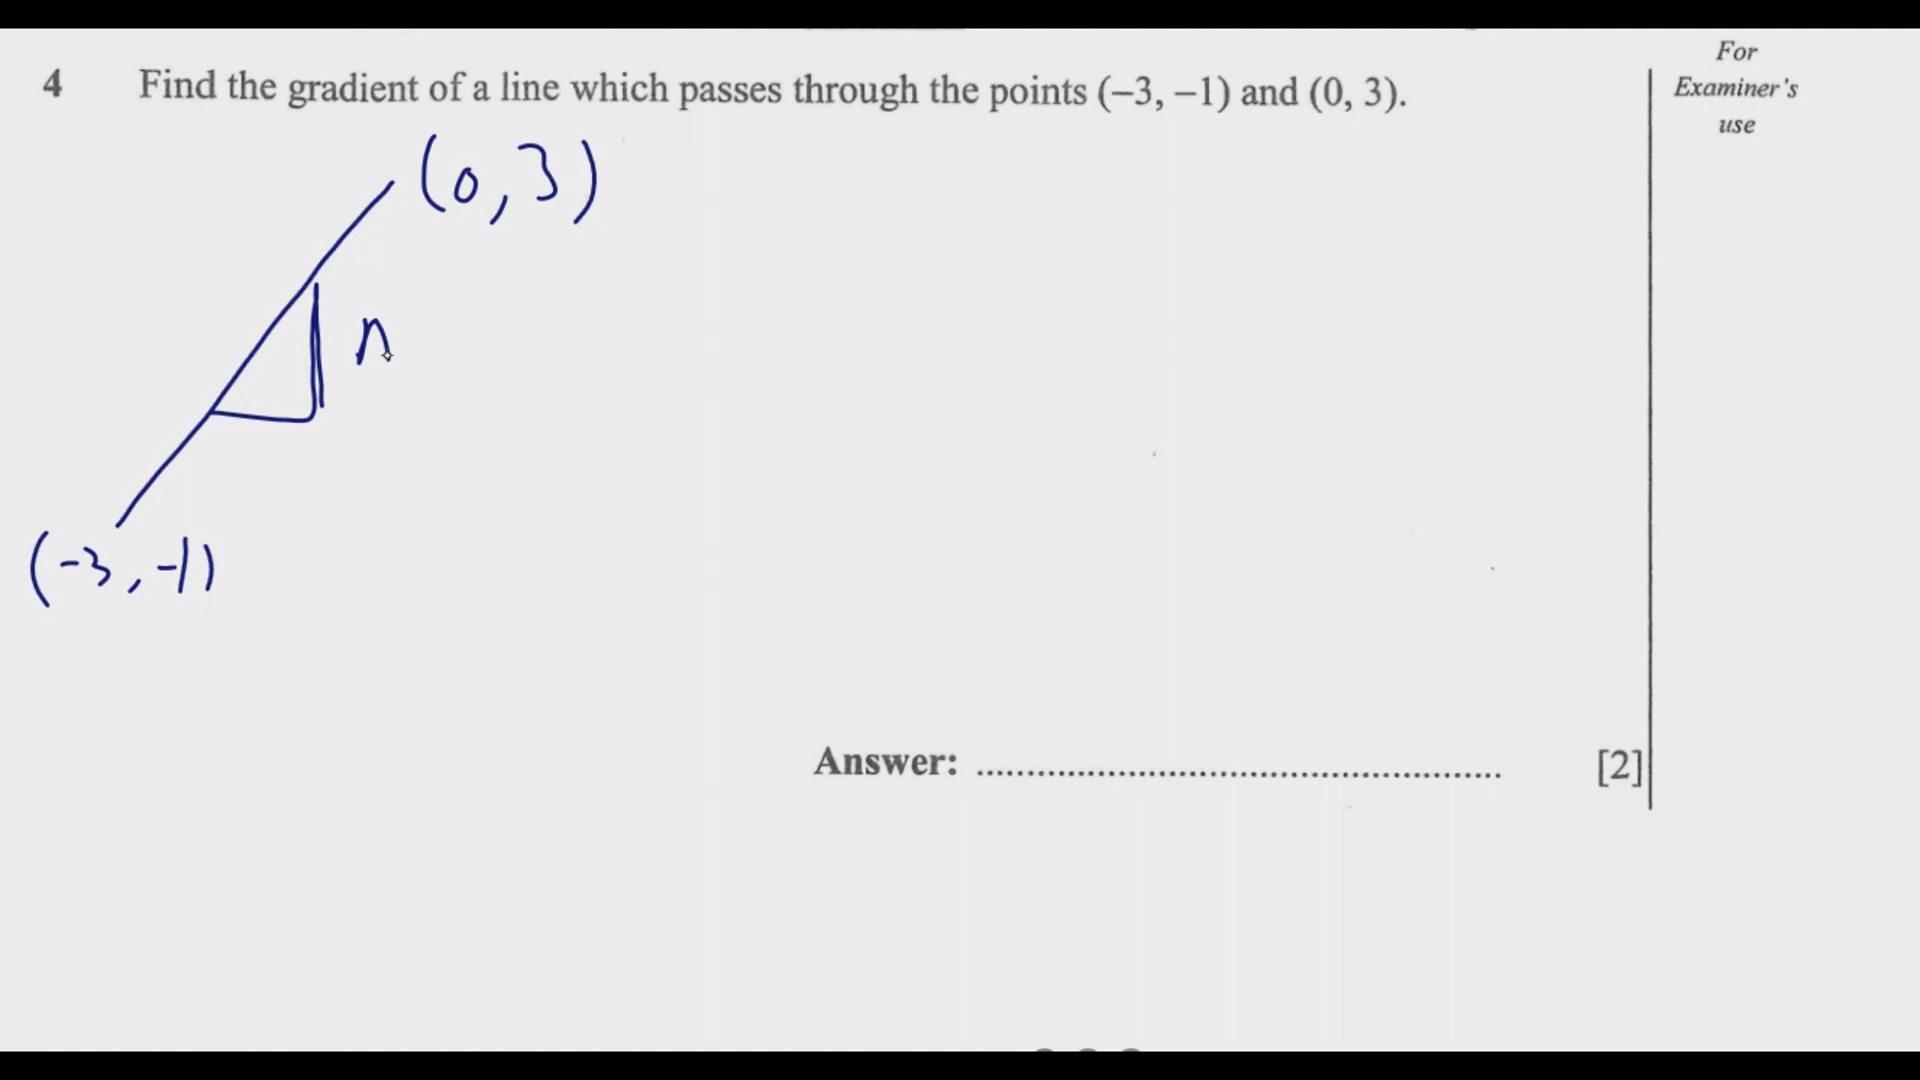 For
Examiner's
use
4 Find the gradient of a line which passes through the points (−3, −1) and (0, 3).
(0, 3)
(-3, -1)
Answer: ....................................................... [2]